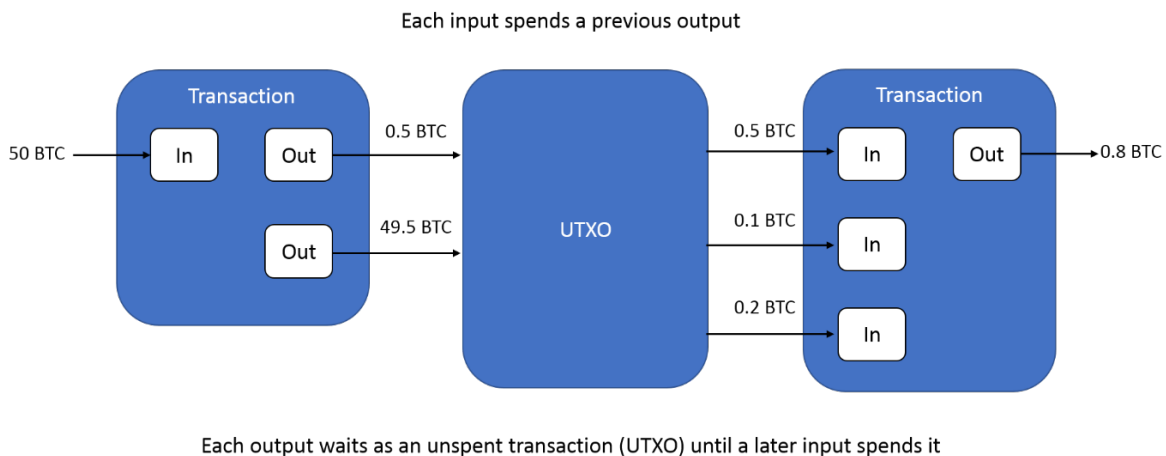 Each input spends a previous output
Transaction
Transaction
50 BTC
In
Out
0.5 BTC
0.5 BTC
In
Out
0.8 BTC
Out
49.5 BTC
UTXO
0.1 BTC
In
0.2 BTC
In
Each output waits as an unspent transaction (UTXO) until a later input spends it